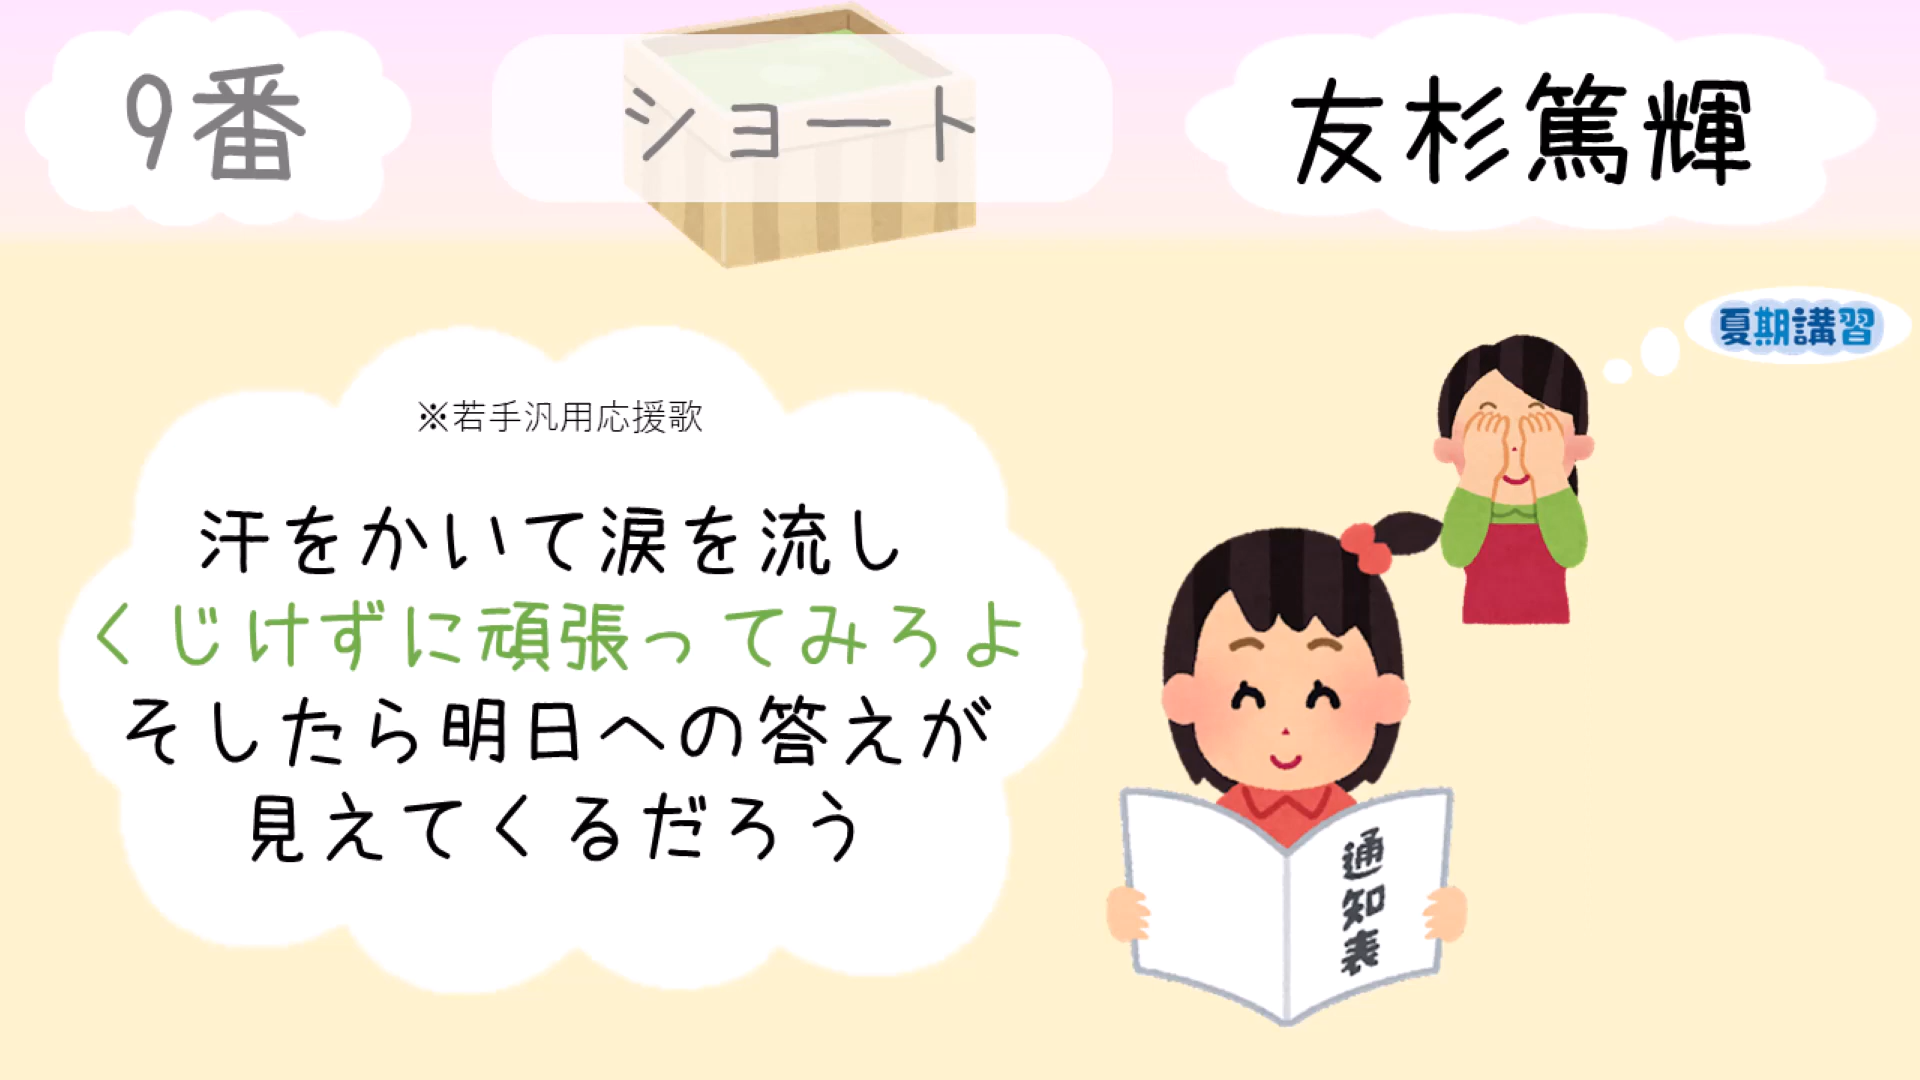 9番
ショート
友杉篤輝
夏期講習
※若手汎用応援歌
汗をかいて涙を流し
くじけずに頑張ってみろよ
そしたら明日への答えが
見えてくるだろう
通知表